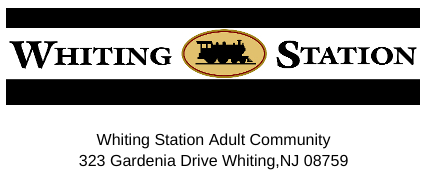 WHITING STATION
Whiting Station Adult Community
323 Gardenia Drive Whiting,NJ 08759